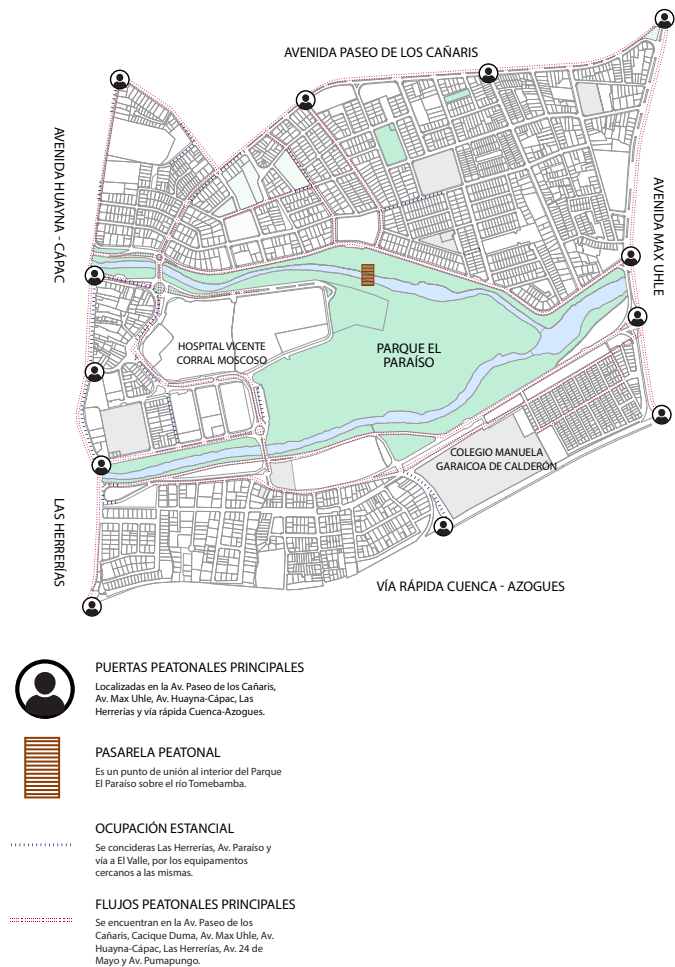 AVENIDA PASEO DE LOS CAÑARIS
AVENIDA HUAYNA - CÁPAC
AVENIDA MAX UHLE
HOSPITAL VICENTE
CORRAL MOSCOSO
PARQUE EL
PARAÍSO
COLEGIO MANUELA
GARAICOA DE CALDERÓN
LAS HERRERÍAS
VÍA RÁPIDA CUENCA - AZOGUES
PUERTAS PEATONALES PRINCIPALES
Localizadas en la Av. Paseo de los Cañaris,
Av. Max Uhle, Av. Huayna-Cápac, Las
Herrerías y vía rápida Cuenca-Azogues.
PASARELA PEATONAL
Es un punto de unión al interior del Parque
El Paraíso sobre el río Tomebamba.
OCUPACIÓN ESTANCIAL
Se concideras Las Herrerías, Av. Paraíso y
vía a El Valle, por los equipamentos
cercanos a las mismas.
FLUJOS PEATONALES PRINCIPALES
Se encuentran en la Av. Paseo de los
Cañaris, Cacique Duma, Av. Max Uhle, Av.
Huayna-Cápac, Las Herrerías, Av. 24 de
Mayo y Av. Pumapungo.